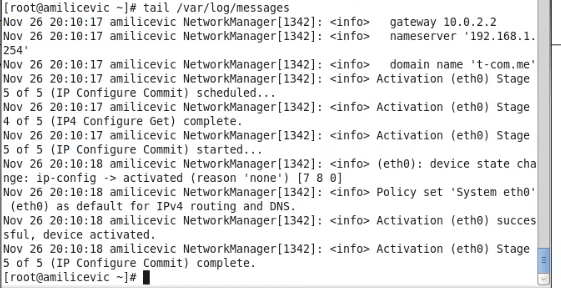 [root@amilicevic ~]# tail /var/log/messages
Nov 26 20:10:17 amilicevic NetworkManager[1342]: <info>   gateway 10.0.2.2
Nov 26 20:10:17 amilicevic NetworkManager[1342]: <info>   nameserver '192.168.1.
254'
Nov 26 20:10:17 amilicevic NetworkManager[1342]: <info>   domain name 't-com.me'
Nov 26 20:10:17 amilicevic NetworkManager[1342]: <info> Activation (eth0) Stage
5 of 5 (IP Configure Commit) scheduled...
Nov 26 20:10:17 amilicevic NetworkManager[1342]: <info> Activation (eth0) Stage
4 of 5 (IP4 Configure Get) complete.
Nov 26 20:10:17 amilicevic NetworkManager[1342]: <info> Activation (eth0) Stage
5 of 5 (IP Configure Commit) started...
Nov 26 20:10:18 amilicevic NetworkManager[1342]: <info> (eth0): device state cha
nge: ip-config -> activated (reason 'none') [7 8 0]
Nov 26 20:10:18 amilicevic NetworkManager[1342]: <info> Policy set 'System eth0'
 (eth0) as default for IPv4 routing and DNS.
Nov 26 20:10:18 amilicevic NetworkManager[1342]: <info> Activation (eth0) succes
sful, device activated.
Nov 26 20:10:18 amilicevic NetworkManager[1342]: <info> Activation (eth0) Stage
5 of 5 (IP Configure Commit) complete.
[root@amilicevic ~]#